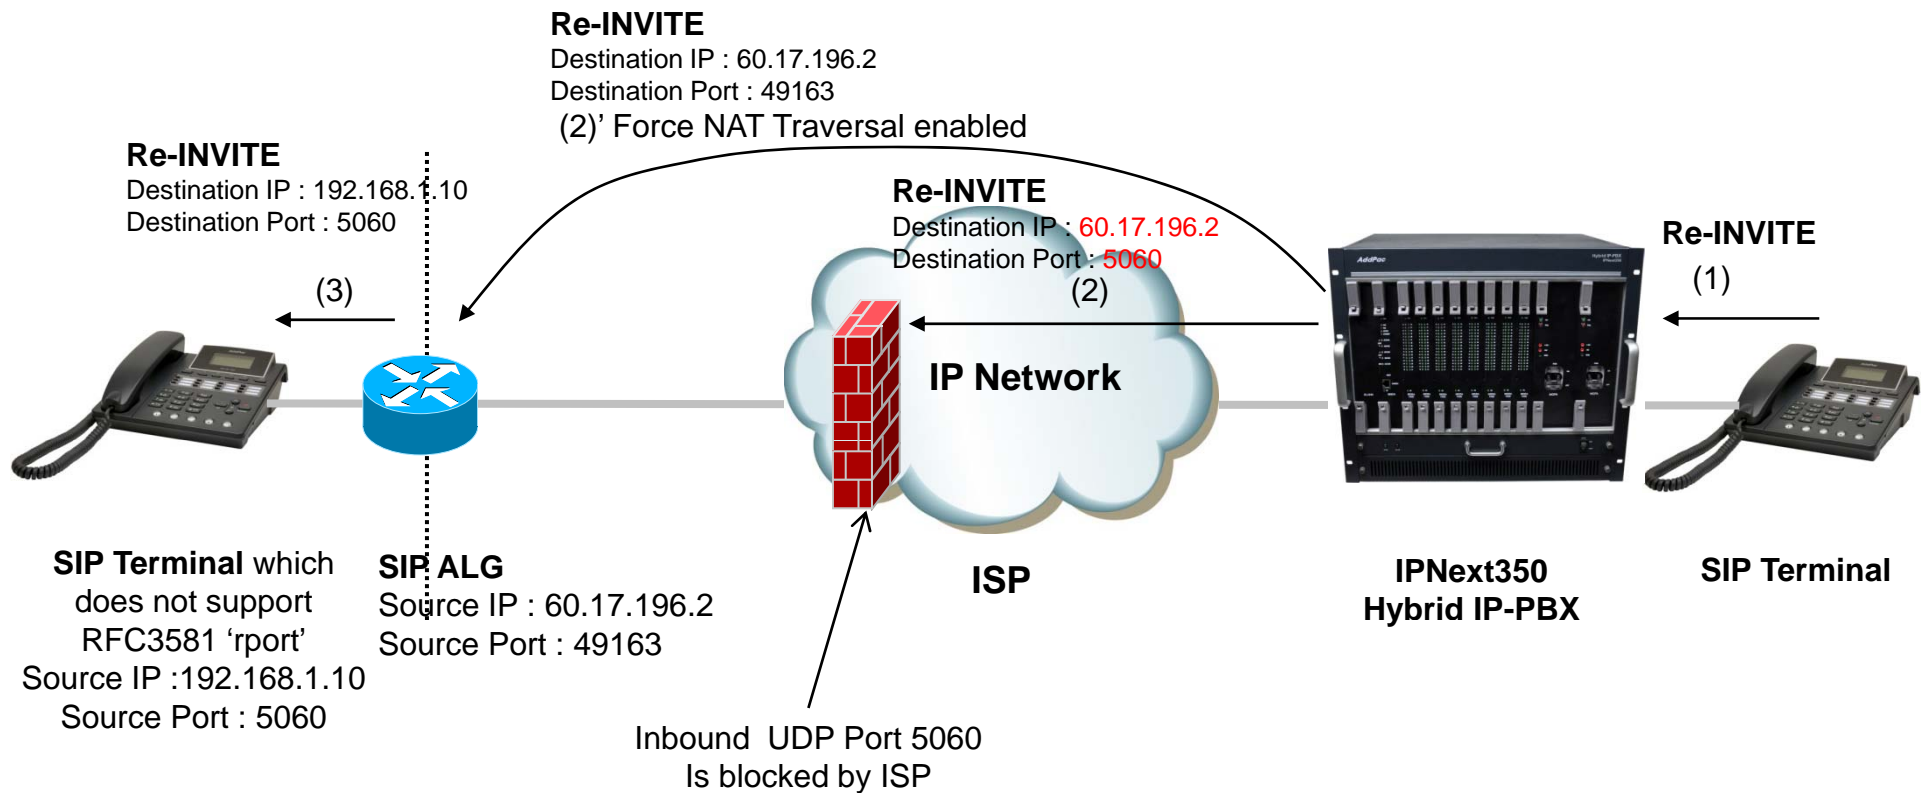 Re-INVITE
Destination IP : 60.17.196.2
Destination Port : 49163
(2)’ Force NAT Traversal enabled
Re-INVITE
Destination IP : 192.168.1.10
Destination Port : 5060
(3)
Re-INVITE
Destination IP : 60.17.196.2
Destination Port : 5060
(2)
Re-INVITE
(1)
AddPac
Hybrid IP-PBX
IP Network
SIP Terminal which
does not support
RFC3581 ‘rport’
Source IP :192.168.1.10
Source Port : 5060
SIP ALG
Source IP : 60.17.196.2
Source Port : 49163
ISP
IPNext350
Hybrid IP-PBX
SIP Terminal
Inbound  UDP Port 5060
Is blocked by ISP